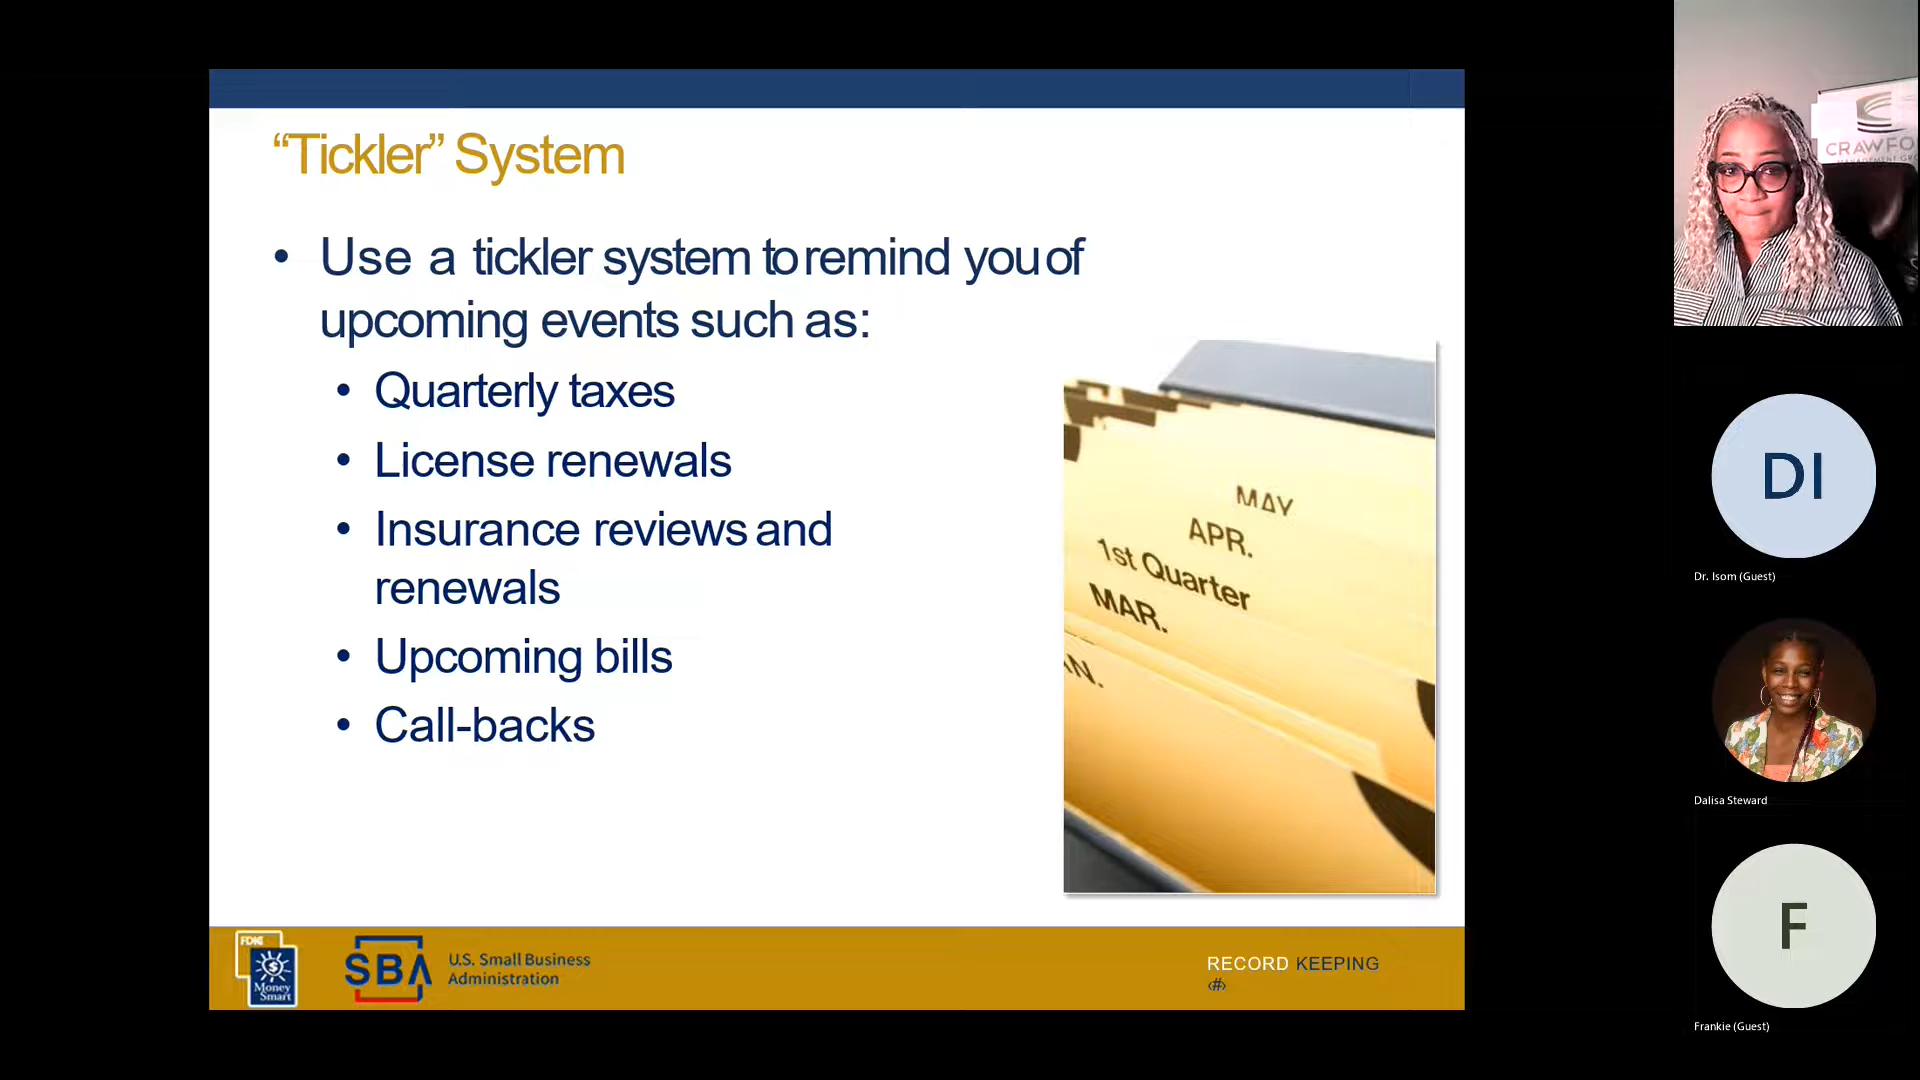 “Tickler” System
• Use a tickler system to remind you of
upcoming events such as:
• Quarterly taxes
• License renewals
• Insurance reviews and
renewals
• Upcoming bills
• Call-backs
MAY
APR.
1st Quarter
MAR.
FDIC
Money
Smart
SBA
U.S. Small Business
Administration
RECORD KEEPING
‹#›
DI
Dr. Isom (Guest)
Dalisa Steward
F
Frankie (Guest)